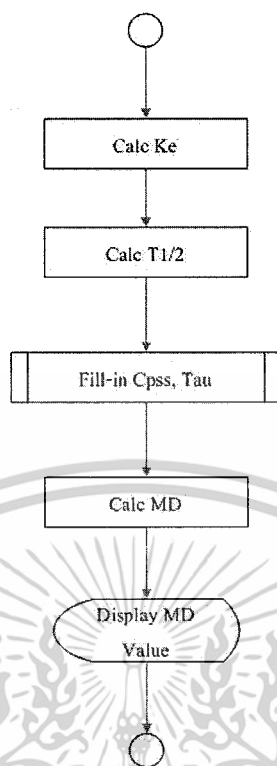 Calc Ke
Calc T1/2
Fill-in Cpss, Tau
Calc MD
Display MD
Value